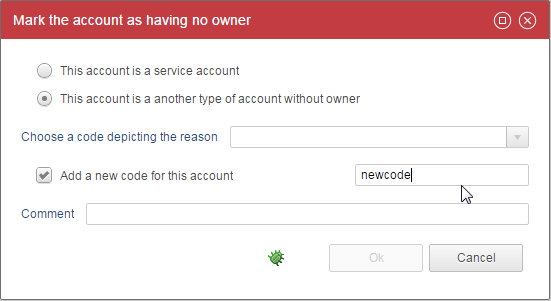 Mark the account as having no owner
This account is a service account
This account is a another type of account without owner
Choose a code depicting the reason
Add a new code for this account newcode
Comment
Ok Cancel